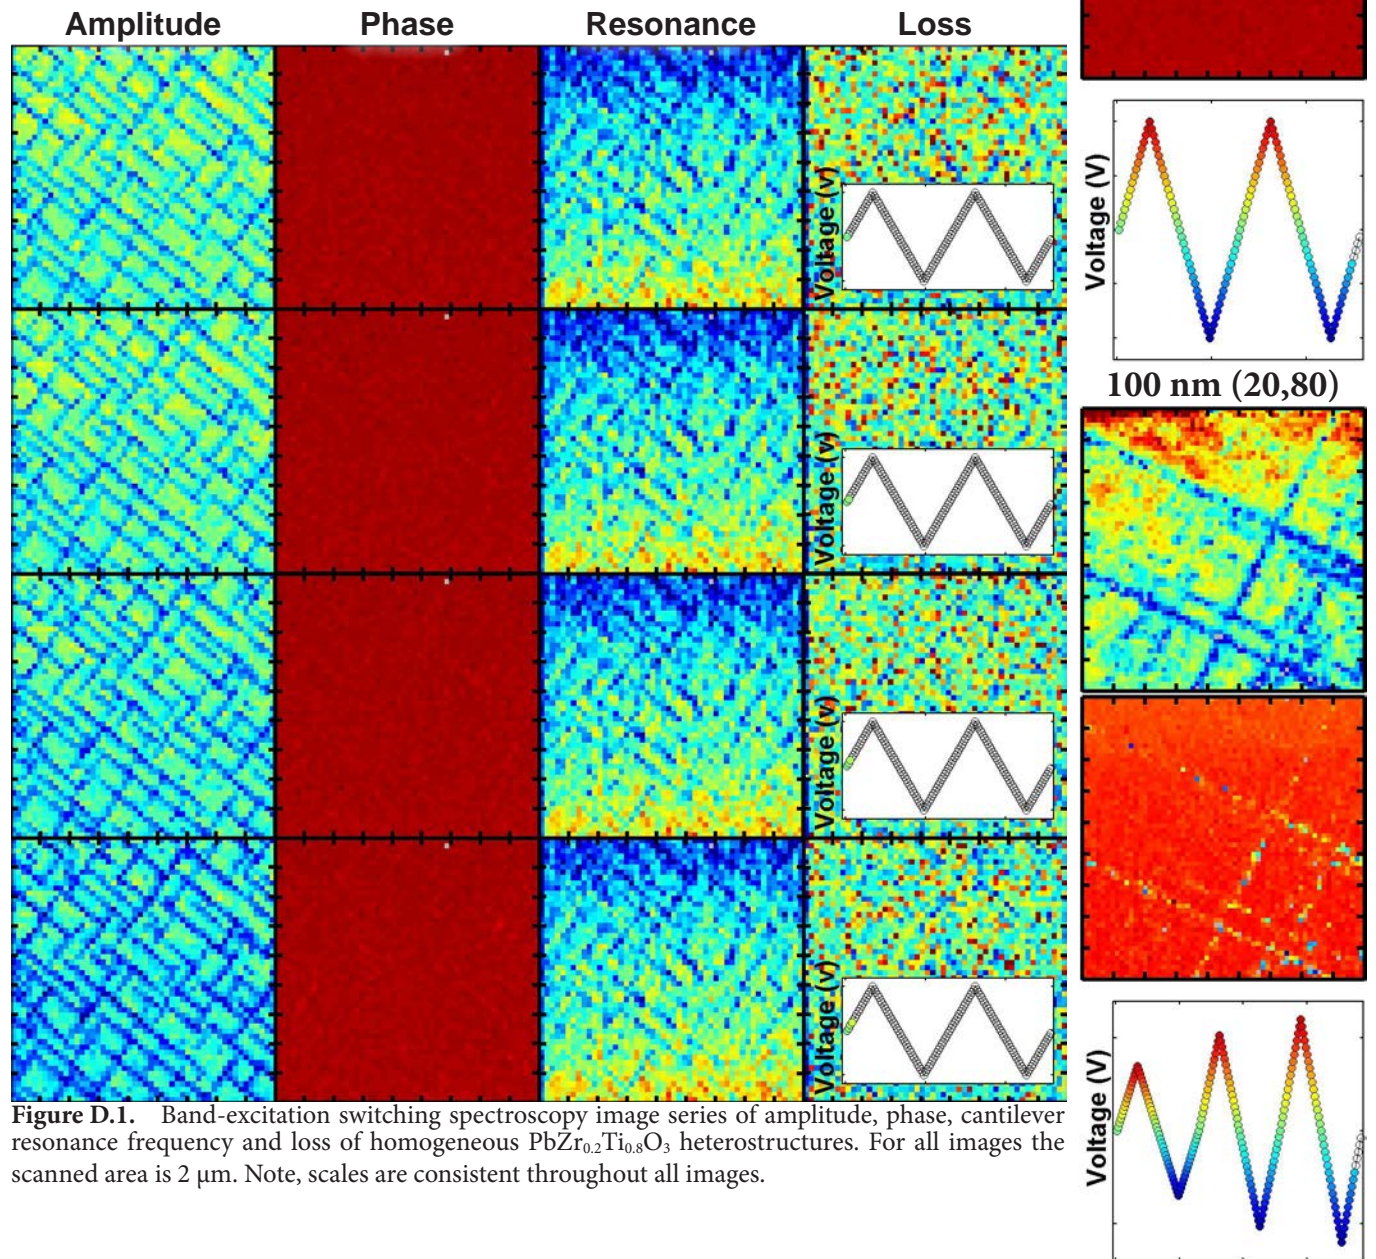 Amplitude Phase Resonance Loss
Voltage (v)
Voltage (v)
Voltage (v)
Voltage (v)
Figure D.1. Band-excitation switching spectroscopy image series of amplitude, phase, cantilever
resonance frequency and loss of homogeneous PbZr₀.₂Ti₀.₈O₃ heterostructures. For all images the
scanned area is 2 μm. Note, scales are consistent throughout all images.
Voltage (V)
100 nm (20,80)
Voltage (V)